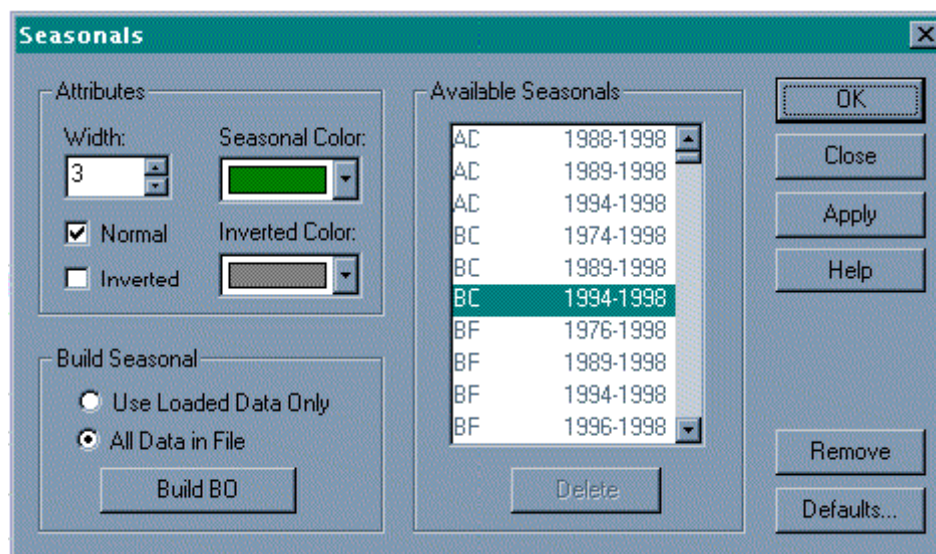 Seasonals
Attributes
Width:
Seasonal Color:
3
Normal
Inverted Color:
Inverted
Build Seasonal
Use Loaded Data Only
All Data in File
Build BO
Available Seasonals
AD 1988-1998
AD 1989-1998
AD 1994-1998
BC 1974-1998
BC 1989-1998
BC 1994-1998
BF 1976-1998
BF 1989-1998
BF 1994-1998
BF 1996-1998
Delete
OK
Close
Apply
Help
Remove
Defaults...